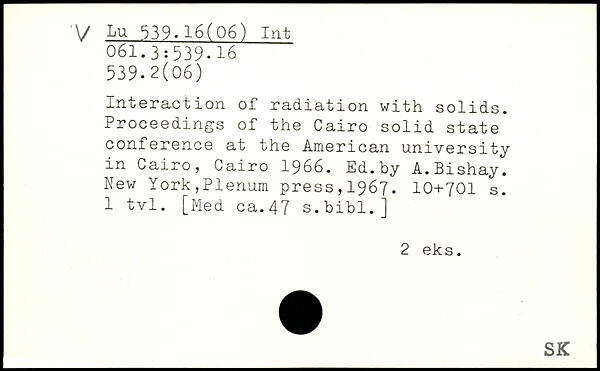 V Lu 539.16(06) Int
061.3:539.16
539.2(06)
Interaction of radiation with solids.
Proceedings of the Cairo solid state
conference at the American university
in Cairo, Cairo 1966. Ed.by A.Bishay.
New York,Plenum press,1967. 10+701 s.
1 tvl. [Med ca.47 s.bibl.]
2 eks.
SK